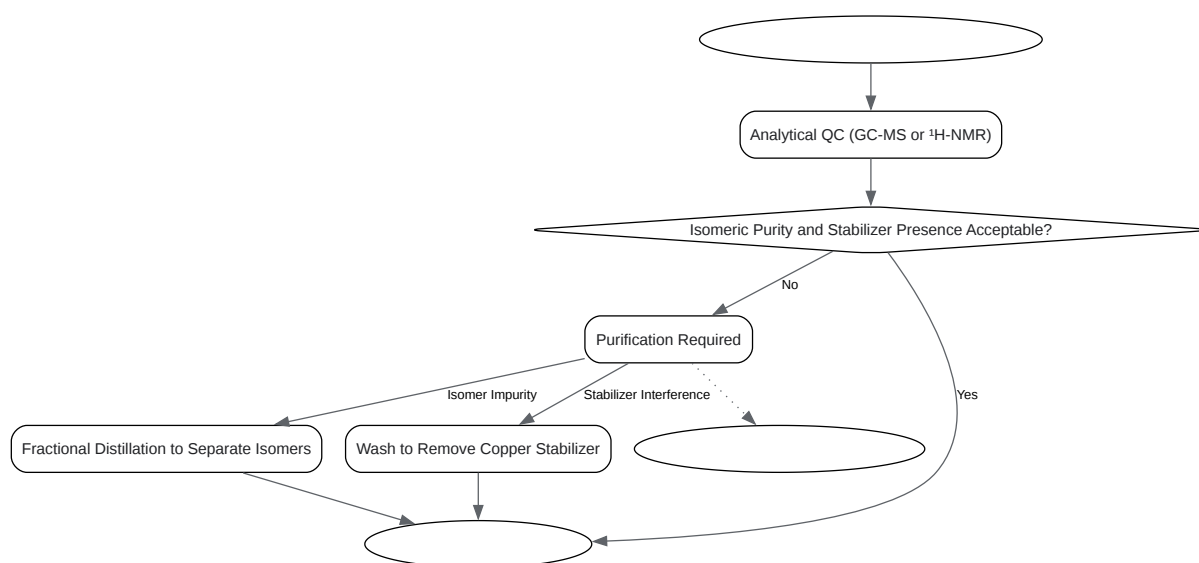 Analytical QC (GC-MS or ¹H-NMR)
Isomeric Purity and Stabilizer Presence Acceptable?
No
Purification Required
Isomer Impurity
Stabilizer Interference
Yes
Fractional Distillation to Separate Isomers
Wash to Remove Copper Stabilizer